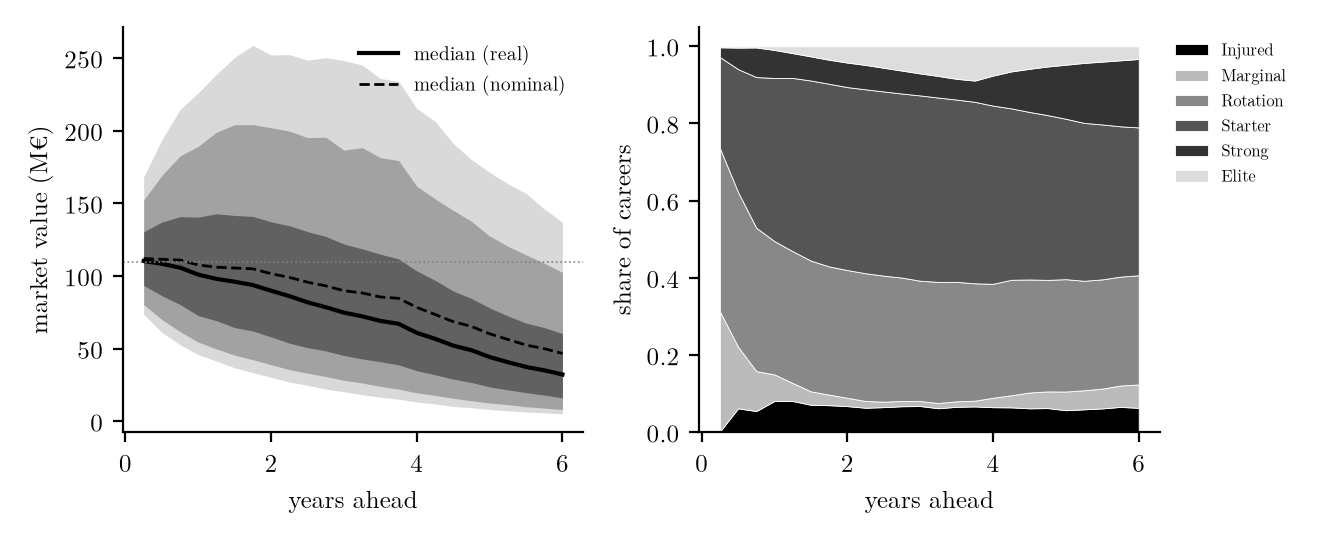 median (real)
median (nominal)
market value (M€)
250
200
150
100
50
0
0
2
4
6
years ahead
share of careers
1.0
0.8
0.6
0.4
0.2
0.0
0
2
4
6
years ahead
Injured
Marginal
Rotation
Starter
Strong
Elite